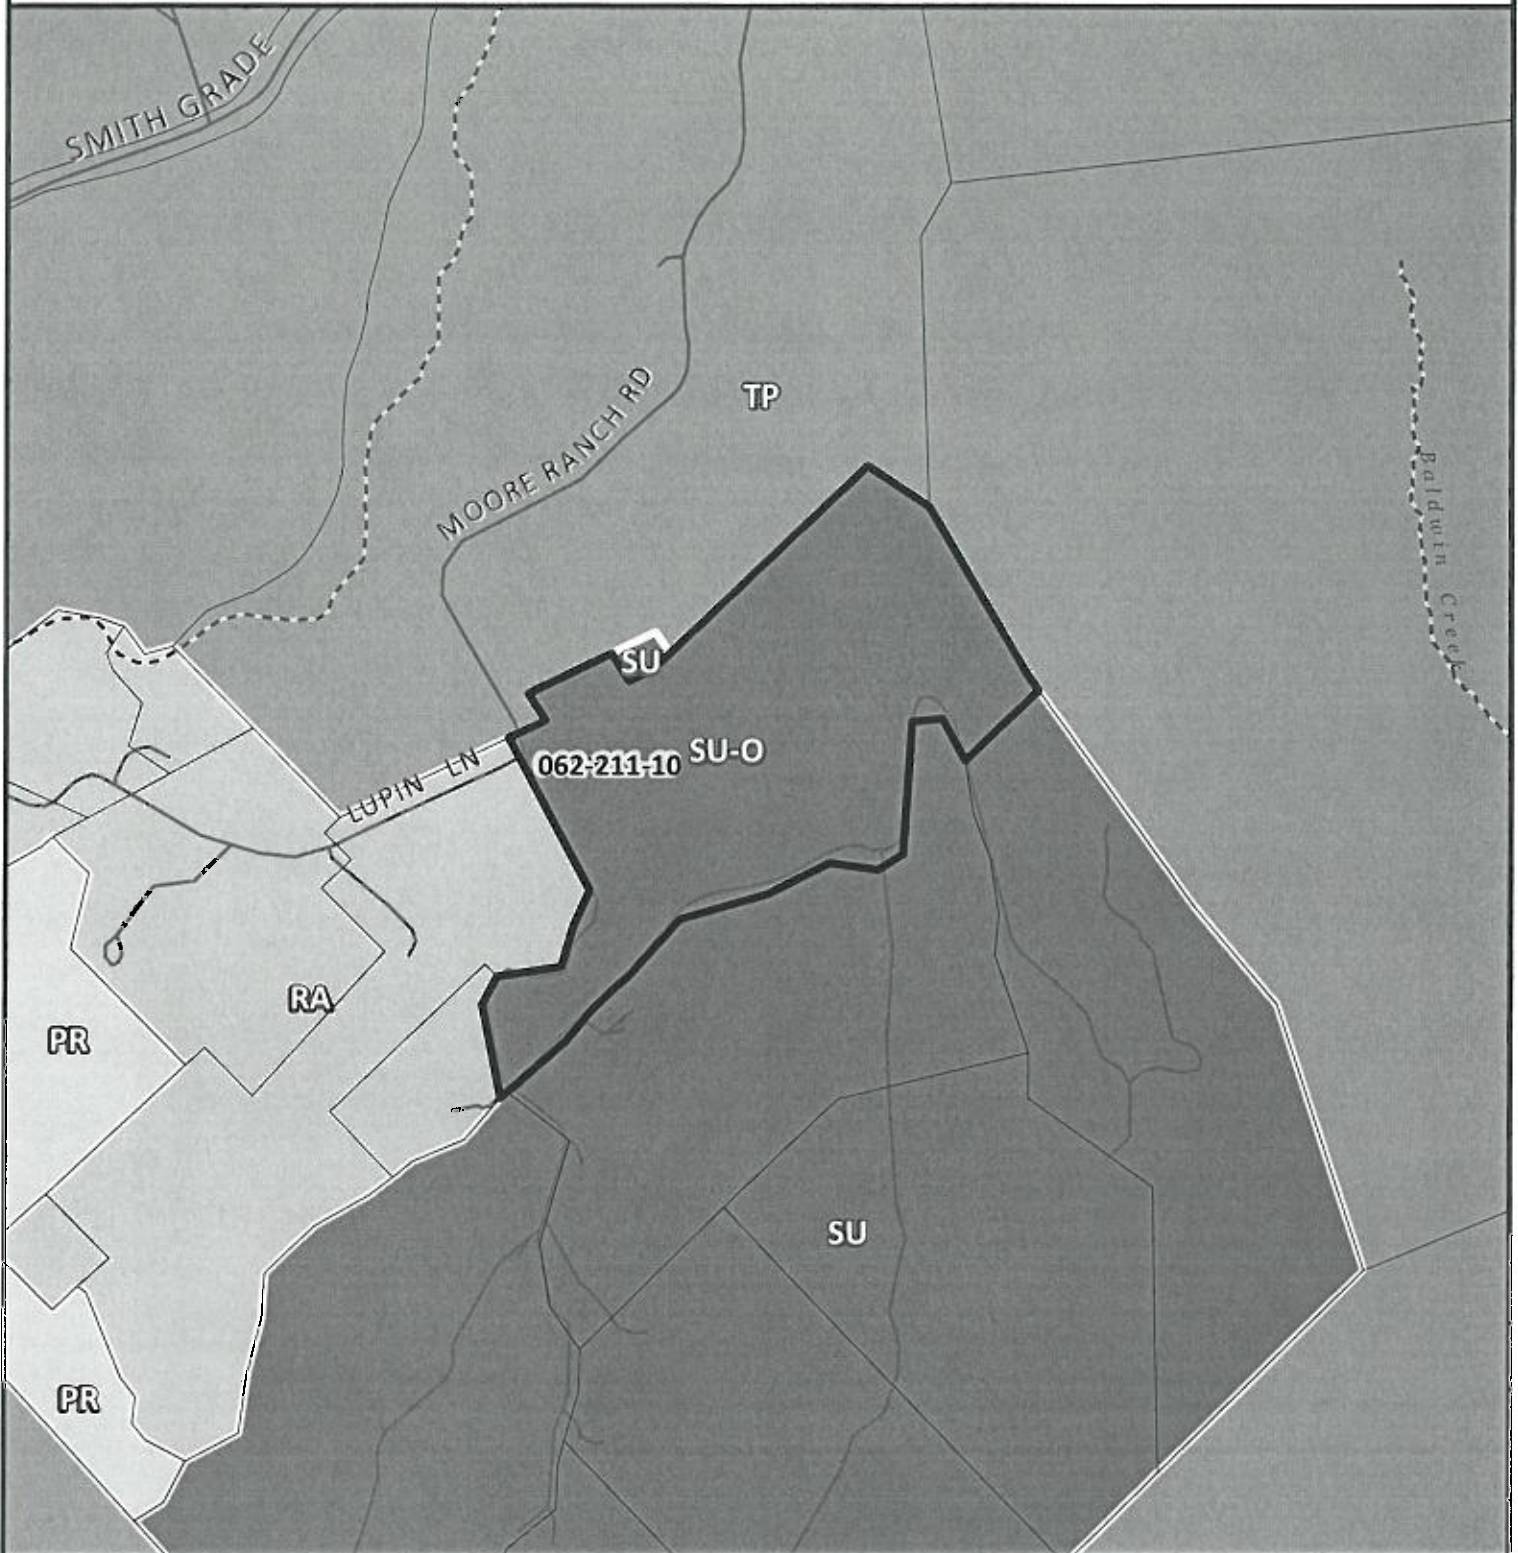 SMITH GRADE
TP
MOORE RANCH RD
Baldwin Creek
SU
LUPIN LN
062-211-10
SU-O
RA
PR
SU
PR